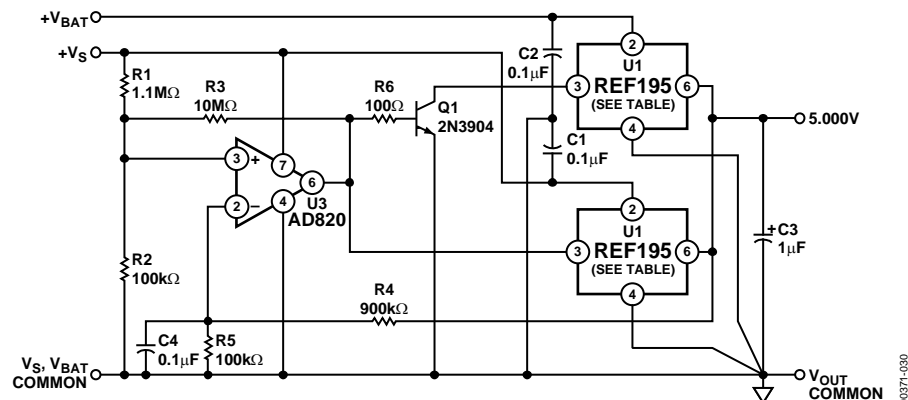 +VBAT
+VS
R1
1.1MΩ
R3
10MΩ
R6
100Ω
Q1
2N3904
C2
0.1µF
2
U1
3
REF195
6
(SEE TABLE)
4
5.000V
C1
0.1µF
3
+
7
6
2
–
4
U3
AD820
2
U1
3
REF195
6
(SEE TABLE)
4
+
C3
1µF
R2
100kΩ
R4
900kΩ
C4
0.1µF
R5
100kΩ
VS, VBAT
COMMON
VOUT
COMMON
00371-030